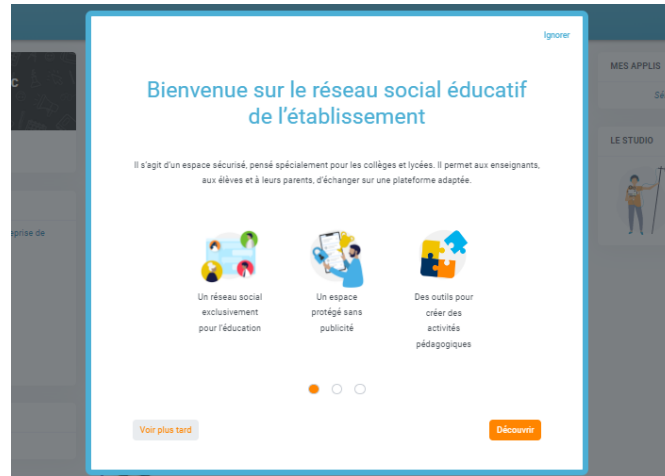 Ignorer
Bienvenue sur le réseau social éducatif
de l'établissement
Il s'agit d'un espace sécurisé, pensé spécialement pour les collèges et lycées. Il permet aux enseignants,
aux élèves et à leurs parents, d'échanger sur une plateforme adaptée.
Un réseau social
exclusivement
pour l'éducation
Un espace
protégé sans
publicité
Des outils pour
créer des
activités
pédagogiques
Voir plus tard
Découvrir
c
eprise de
MES APPLIS
Sé
LE STUDIO